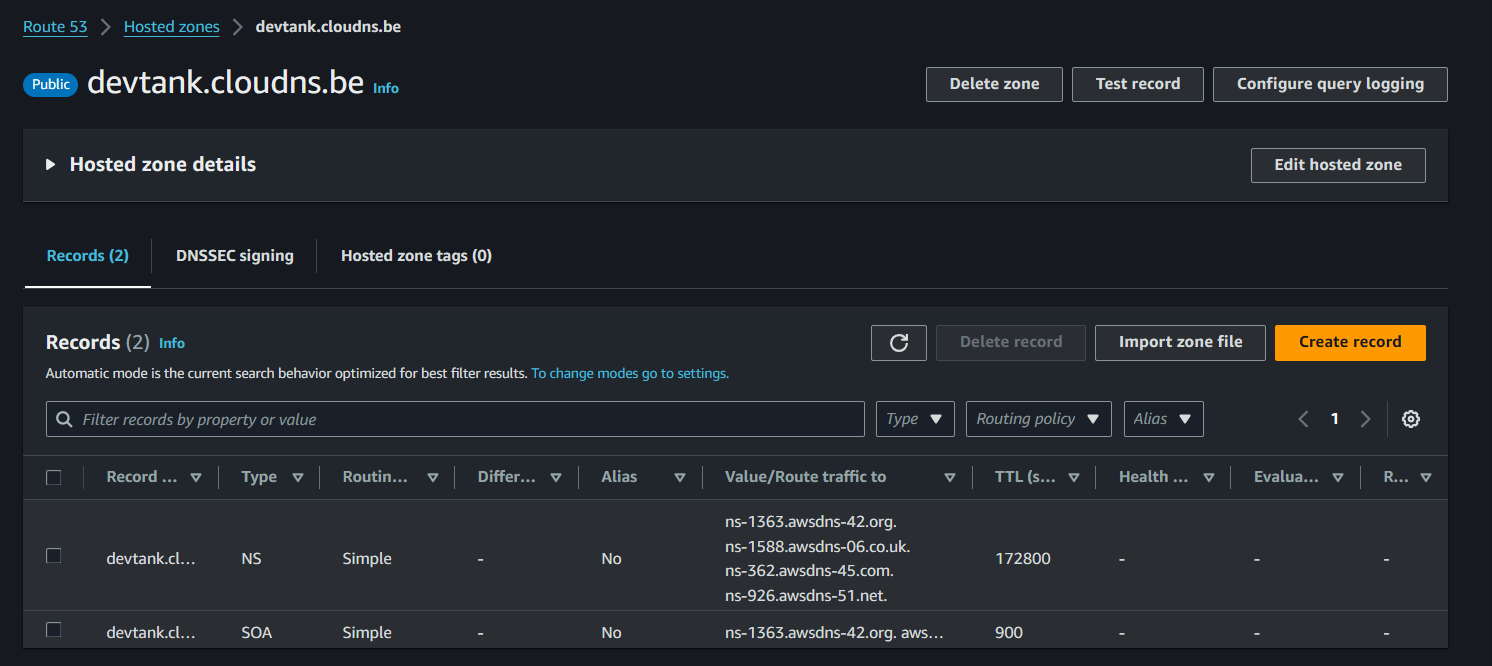 Route 53 > Hosted zones > devtank.cloudns.be
Public devtank.cloudns.be Info
Delete zone Test record Configure query logging
Hosted zone details Edit hosted zone
Records (2) DNSSEC signing Hosted zone tags (0)
Records (2) Info Delete record Import zone file Create record
Automatic mode is the current search behavior optimized for best filter results. To change modes go to settings.
Filter records by property or value Type Routing policy Alias 1
Record ... Type Routin... Differ... Alias Value/Route traffic to TTL (s... Health ... Evalua... R...
ns-1363.awsdns-42.org.
ns-1588.awsdns-06.co.uk.
devtank.cl... NS Simple - No 172800 - - -
ns-362.awsdns-45.com.
ns-926.awsdns-51.net.
devtank.cl... SOA Simple - No ns-1363.awsdns-42.org. aws... 900 - - -